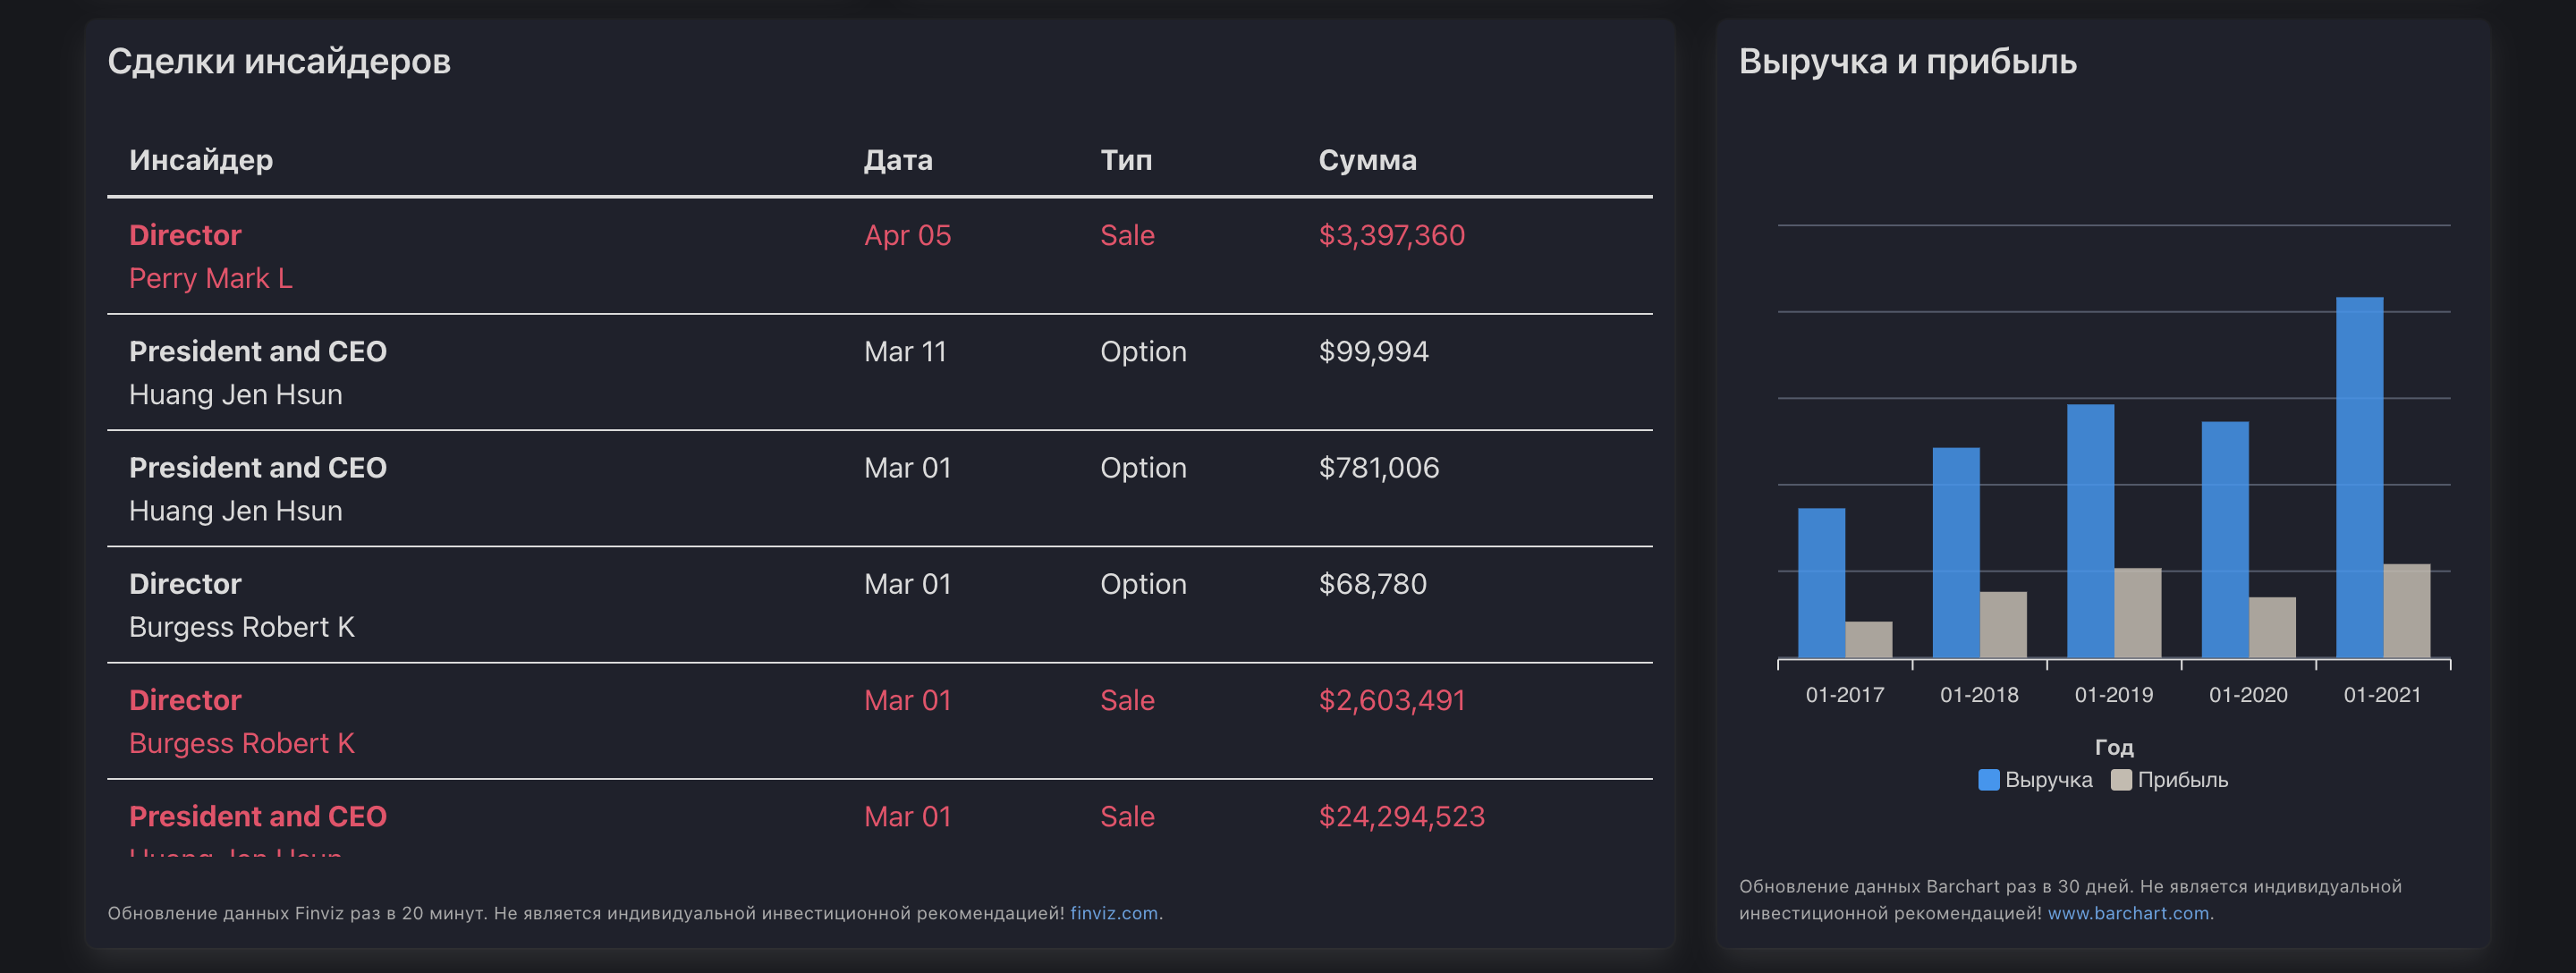 Сделки инсайдеров
Инсайдер Дата Тип Сумма
Director Apr 05 Sale $3,397,360
Perry Mark L
President and CEO Mar 11 Option $99,994
Huang Jen Hsun
President and CEO Mar 01 Option $781,006
Huang Jen Hsun
Director Mar 01 Option $68,780
Burgess Robert K
Director Mar 01 Sale $2,603,491
Burgess Robert K
President and CEO Mar 01 Sale $24,294,523
Huang Jen Hsun
Обновление данных Finviz раз в 20 минут. Не является индивидуальной инвестиционной рекомендацией! finviz.com.
Выручка и прибыль
01-2017 01-2018 01-2019 01-2020 01-2021
Год
Выручка Прибыль
Обновление данных Barchart раз в 30 дней. Не является индивидуальной
инвестиционной рекомендацией! www.barchart.com.